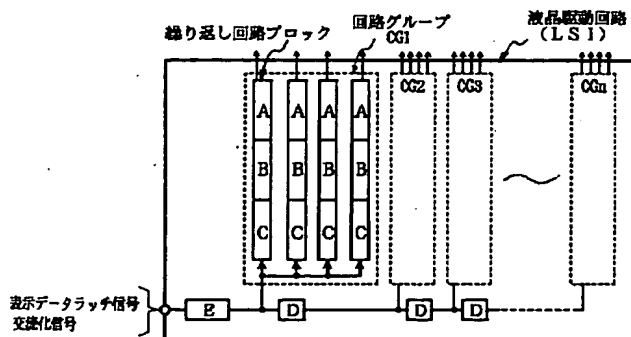 液晶駆動回路
(LSI)
繰り返し回路ブロック
回路グループ
CG1
CG2
CG3
CGn
A A A A
B B B B
C C C C
表示データラッチ信号
交流化信号
E
D
D
D